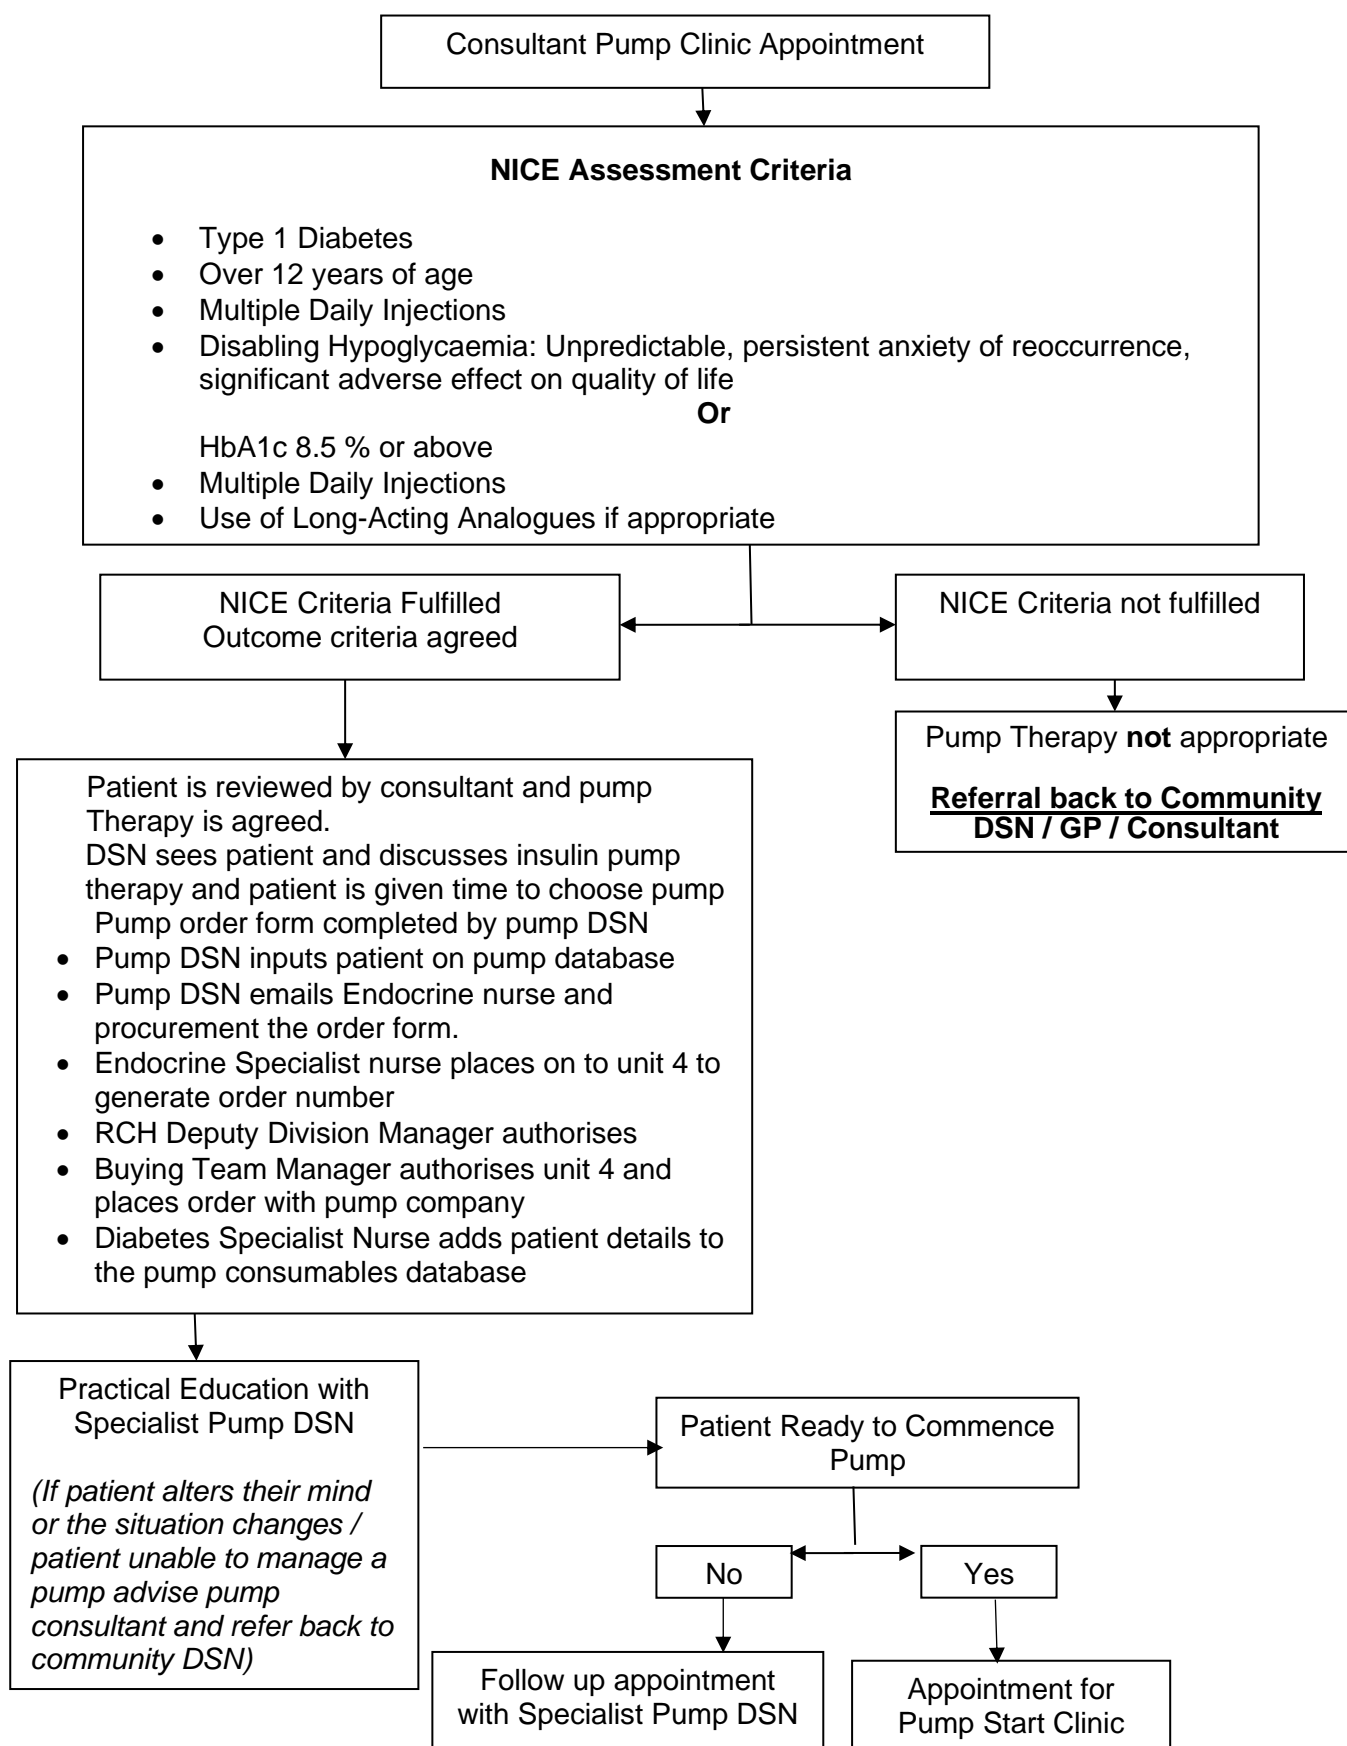 Consultant Pump Clinic Appointment
NICE Assessment Criteria
• Type 1 Diabetes
• Over 12 years of age
• Multiple Daily Injections
• Disabling Hypoglycaemia: Unpredictable, persistent anxiety of reoccurrence,
significant adverse effect on quality of life
Or
HbA1c 8.5 % or above
• Multiple Daily Injections
• Use of Long-Acting Analogues if appropriate
NICE Criteria Fulfilled
Outcome criteria agreed
NICE Criteria not fulfilled
Pump Therapy not appropriate
Referral back to Community
DSN / GP / Consultant
Patient is reviewed by consultant and pump
Therapy is agreed.
DSN sees patient and discusses insulin pump
therapy and patient is given time to choose pump
Pump order form completed by pump DSN
• Pump DSN inputs patient on pump database
• Pump DSN emails Endocrine nurse and
procurement the order form.
• Endocrine Specialist nurse places on to unit 4 to
generate order number
• RCH Deputy Division Manager authorises
• Buying Team Manager authorises unit 4 and
places order with pump company
• Diabetes Specialist Nurse adds patient details to
the pump consumables database
Practical Education with
Specialist Pump DSN
(If patient alters their mind
or the situation changes /
patient unable to manage a
pump advise pump
consultant and refer back to
community DSN)
Patient Ready to Commence
Pump
No
Yes
Follow up appointment
with Specialist Pump DSN
Appointment for
Pump Start Clinic